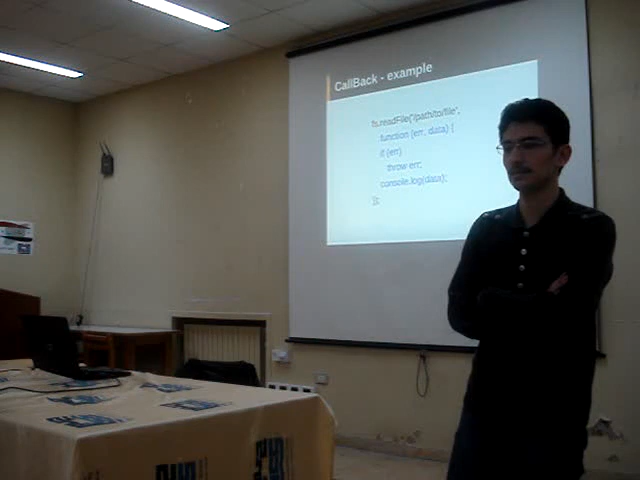 CallBack - example
fs.readFile('/path/to/file',
function (err, data) {
if (err)
throw err;
console.log(data);
});